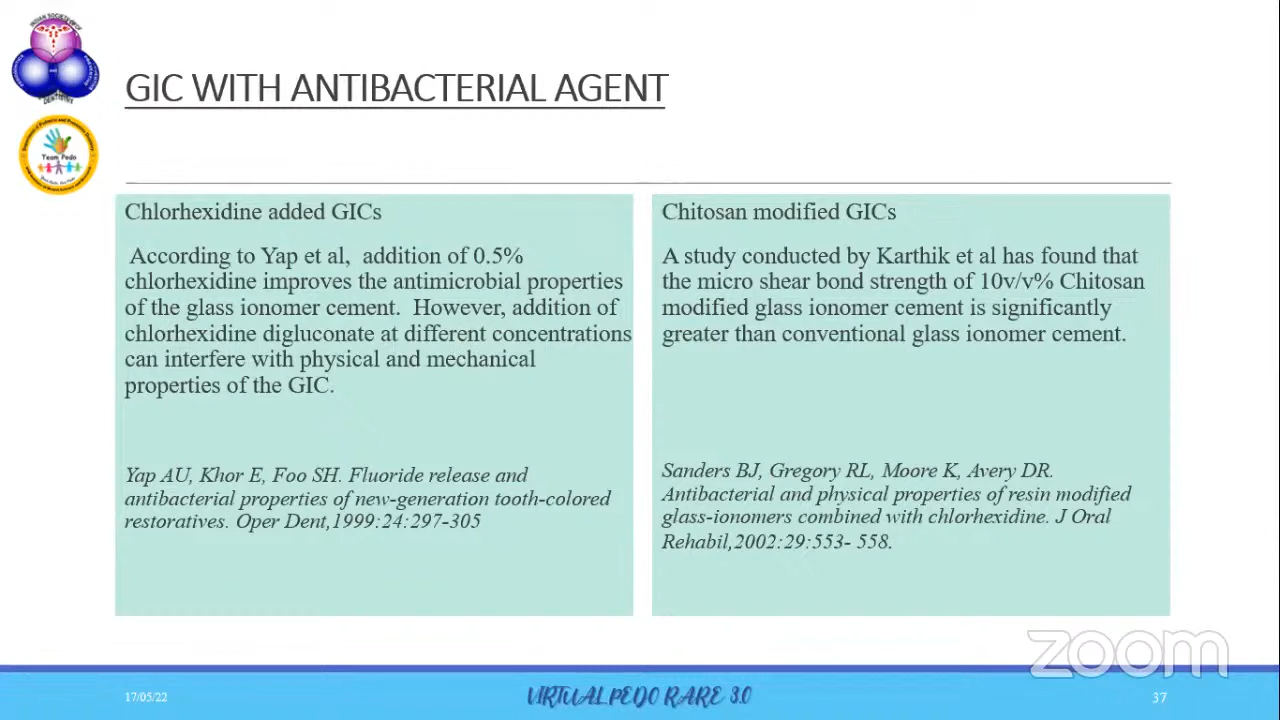 INDIAN SOCIETY OF
DENTISTRY
Team Pedo
GIC WITH ANTIBACTERIAL AGENT
Chlorhexidine added GICs
According to Yap et al, addition of 0.5%
chlorhexidine improves the antimicrobial properties
of the glass ionomer cement. However, addition of
chlorhexidine digluconate at different concentrations
can interfere with physical and mechanical
properties of the GIC.
Yap AU, Khor E, Foo SH. Fluoride release and
antibacterial properties of new-generation tooth-colored
restoratives. Oper Dent,1999:24:297-305
Chitosan modified GICs
A study conducted by Karthik et al has found that
the micro shear bond strength of 10v/v% Chitosan
modified glass ionomer cement is significantly
greater than conventional glass ionomer cement.
Sanders BJ, Gregory RL, Moore K, Avery DR.
Antibacterial and physical properties of resin modified
glass-ionomers combined with chlorhexidine. J Oral
Rehabil,2002:29:553- 558.
zoom
17/05/22
VIRTUAL PEDO RARE 3.0
37